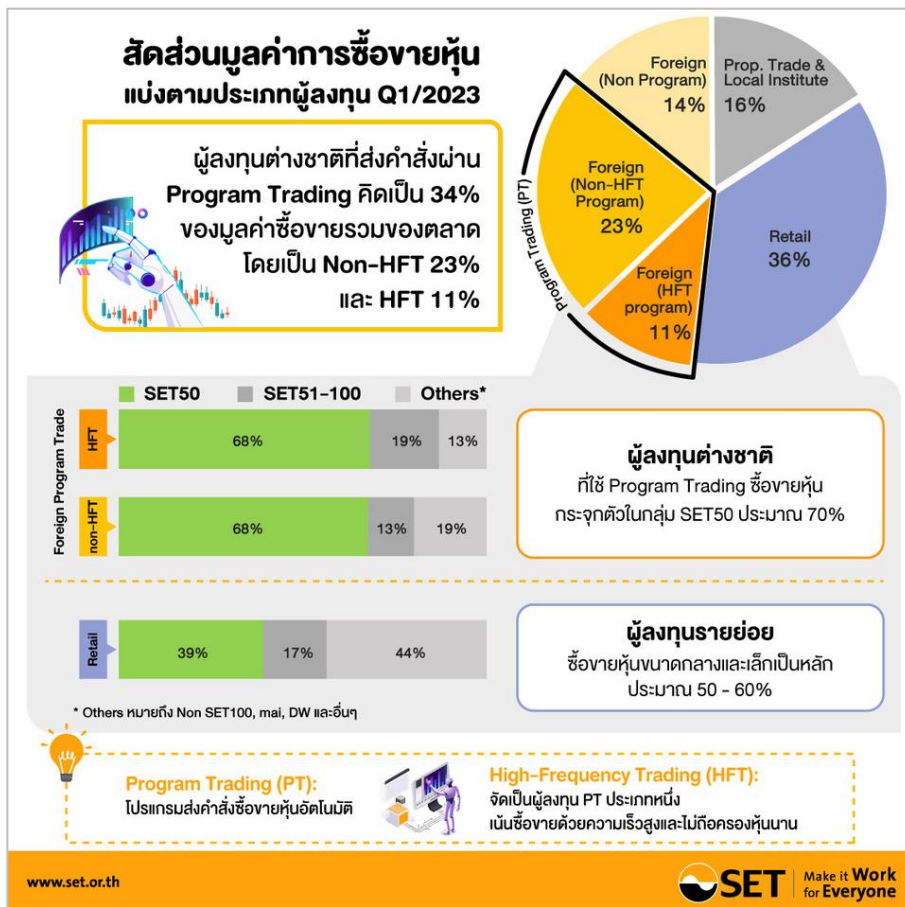 สัดส่วนมูลค่าการซื้อขายหุ้น
แบ่งตามประเภทผู้ลงทุน Q1/2023
ผู้ลงทุนต่างชาติที่ส่งคำสั่งผ่าน
Program Trading คิดเป็น 34%
ของมูลค่าซื้อขายรวมของตลาด
โดยเป็น Non-HFT 23%
และ HFT 11%
Foreign
(Non Program)
14%
Prop. Trade &
Local Institute
16%
Foreign
(Non-HFT
Program)
23%
Retail
36%
Foreign
(HFT
program)
11%
Program Trading (PT)
SET50
SET51-100
Others*
Foreign Program Trade
HFT
68%
19%
13%
non-HFT
68%
13%
19%
ผู้ลงทุนต่างชาติ
ที่ใช้ Program Trading ซื้อขายหุ้น
กระจุกตัวในกลุ่ม SET50 ประมาณ 70%
Retail
39%
17%
44%
ผู้ลงทุนรายย่อย
ซื้อขายหุ้นขนาดกลางและเล็กเป็นหลัก
ประมาณ 50 - 60%
* Others หมายถึง Non SET100, mai, DW และอื่นๆ
Program Trading (PT):
โปรแกรมส่งคำสั่งซื้อขายหุ้นอัตโนมัติ
High-Frequency Trading (HFT):
จัดเป็นผู้ลงทุน PT ประเภทหนึ่ง
เน้นซื้อขายด้วยความเร็วสูงและไม่ถือครองหุ้นนาน
www.set.or.th
SET
Make it Work
for Everyone